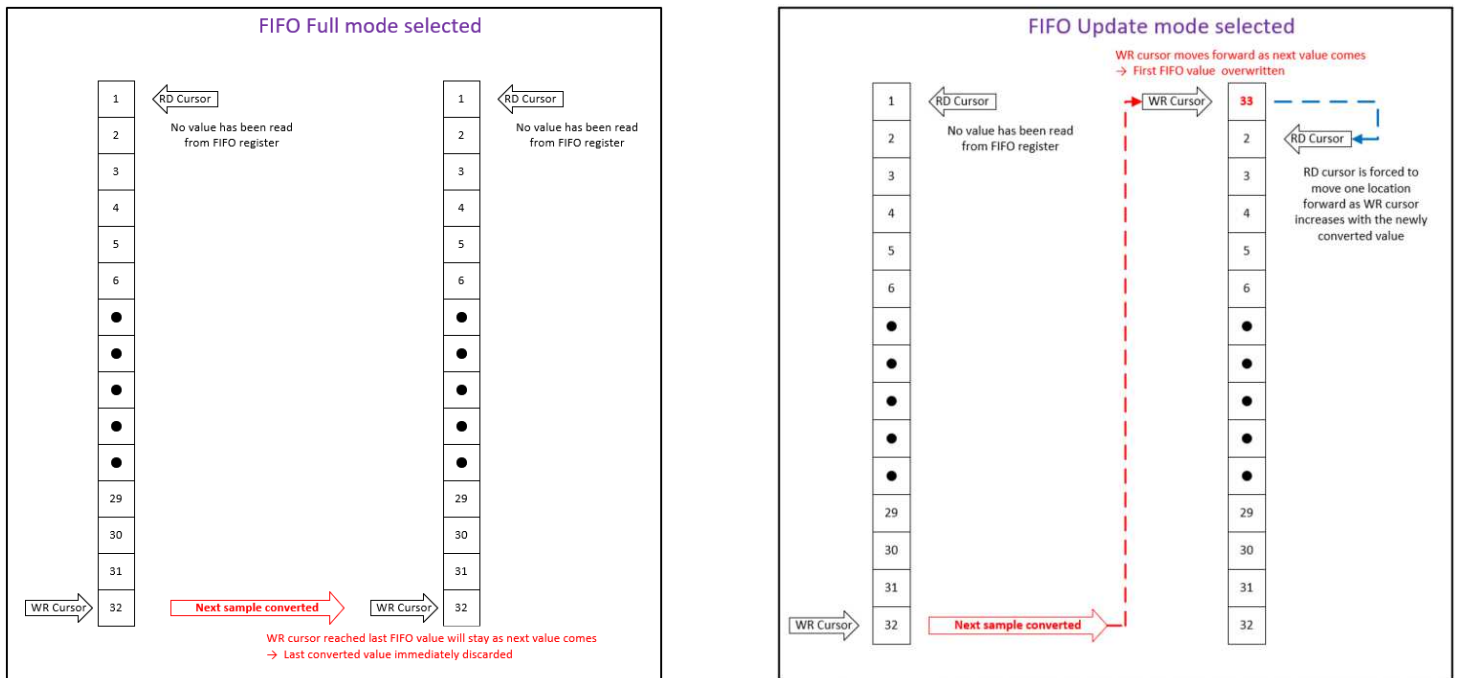 FIFO Full mode selected
1
RD Cursor
No value has been read
from FIFO register
2
3
4
5
6
29
30
31
WR Cursor
32
Next sample converted
1
RD Cursor
No value has been read
from FIFO register
2
3
4
5
6
29
30
31
WR Cursor
32
WR cursor reached last FIFO value will stay as next value comes
→ Last converted value immediately discarded
FIFO Update mode selected
WR cursor moves forward as next value comes
→ First FIFO value overwritten
1
RD Cursor
No value has been read
from FIFO register
2
3
4
5
6
29
30
31
WR Cursor
32
Next sample converted
WR Cursor
33
2
RD Cursor
RD cursor is forced to
move one location
forward as WR cursor
increases with the newly
converted value
3
4
5
6
29
30
31
32